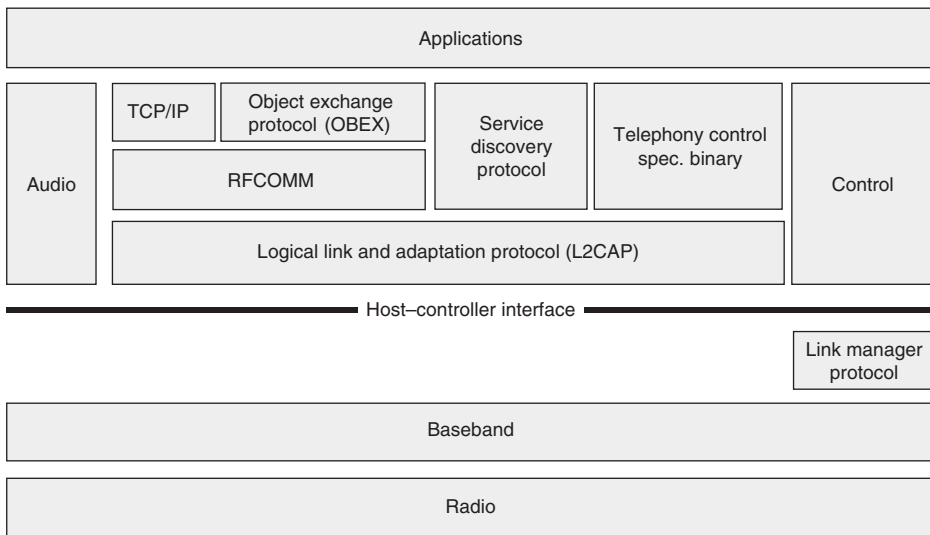 Applications
Audio
TCP/IP
Object exchange
protocol (OBEX)
Service
discovery
protocol
Telephony control
spec. binary
Control
RFCOMM
Logical link and adaptation protocol (L2CAP)
Host–controller interface
Link manager
protocol
Baseband
Radio